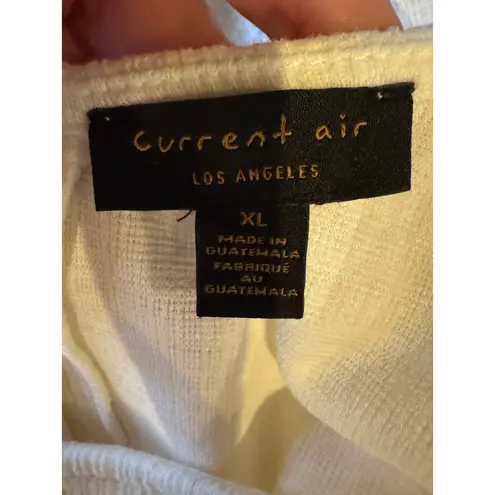 current air
LOS ANGELES
XL
MADE IN
GUATEMALA
FABRIQUÉ
AU
GUATEMALA